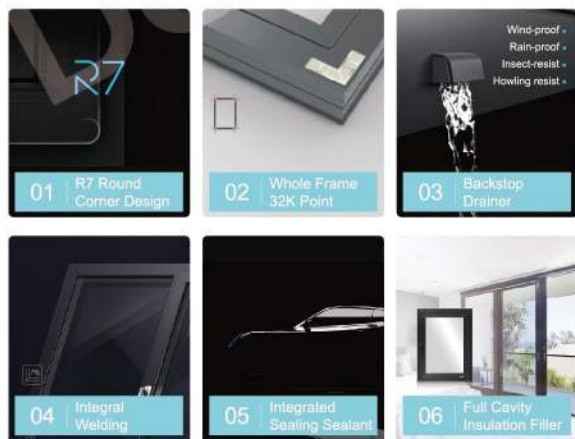 R7
01
R7 Round
Corner Design
02
Whole Frame
32K Point
Wind-proof
Rain-proof
Insect-resist
Howling resist
03
Backstop
Drainer
04
Integral
Welding
05
Integrated
Sealing Sealant
06
Full Cavity
Insulation Filler